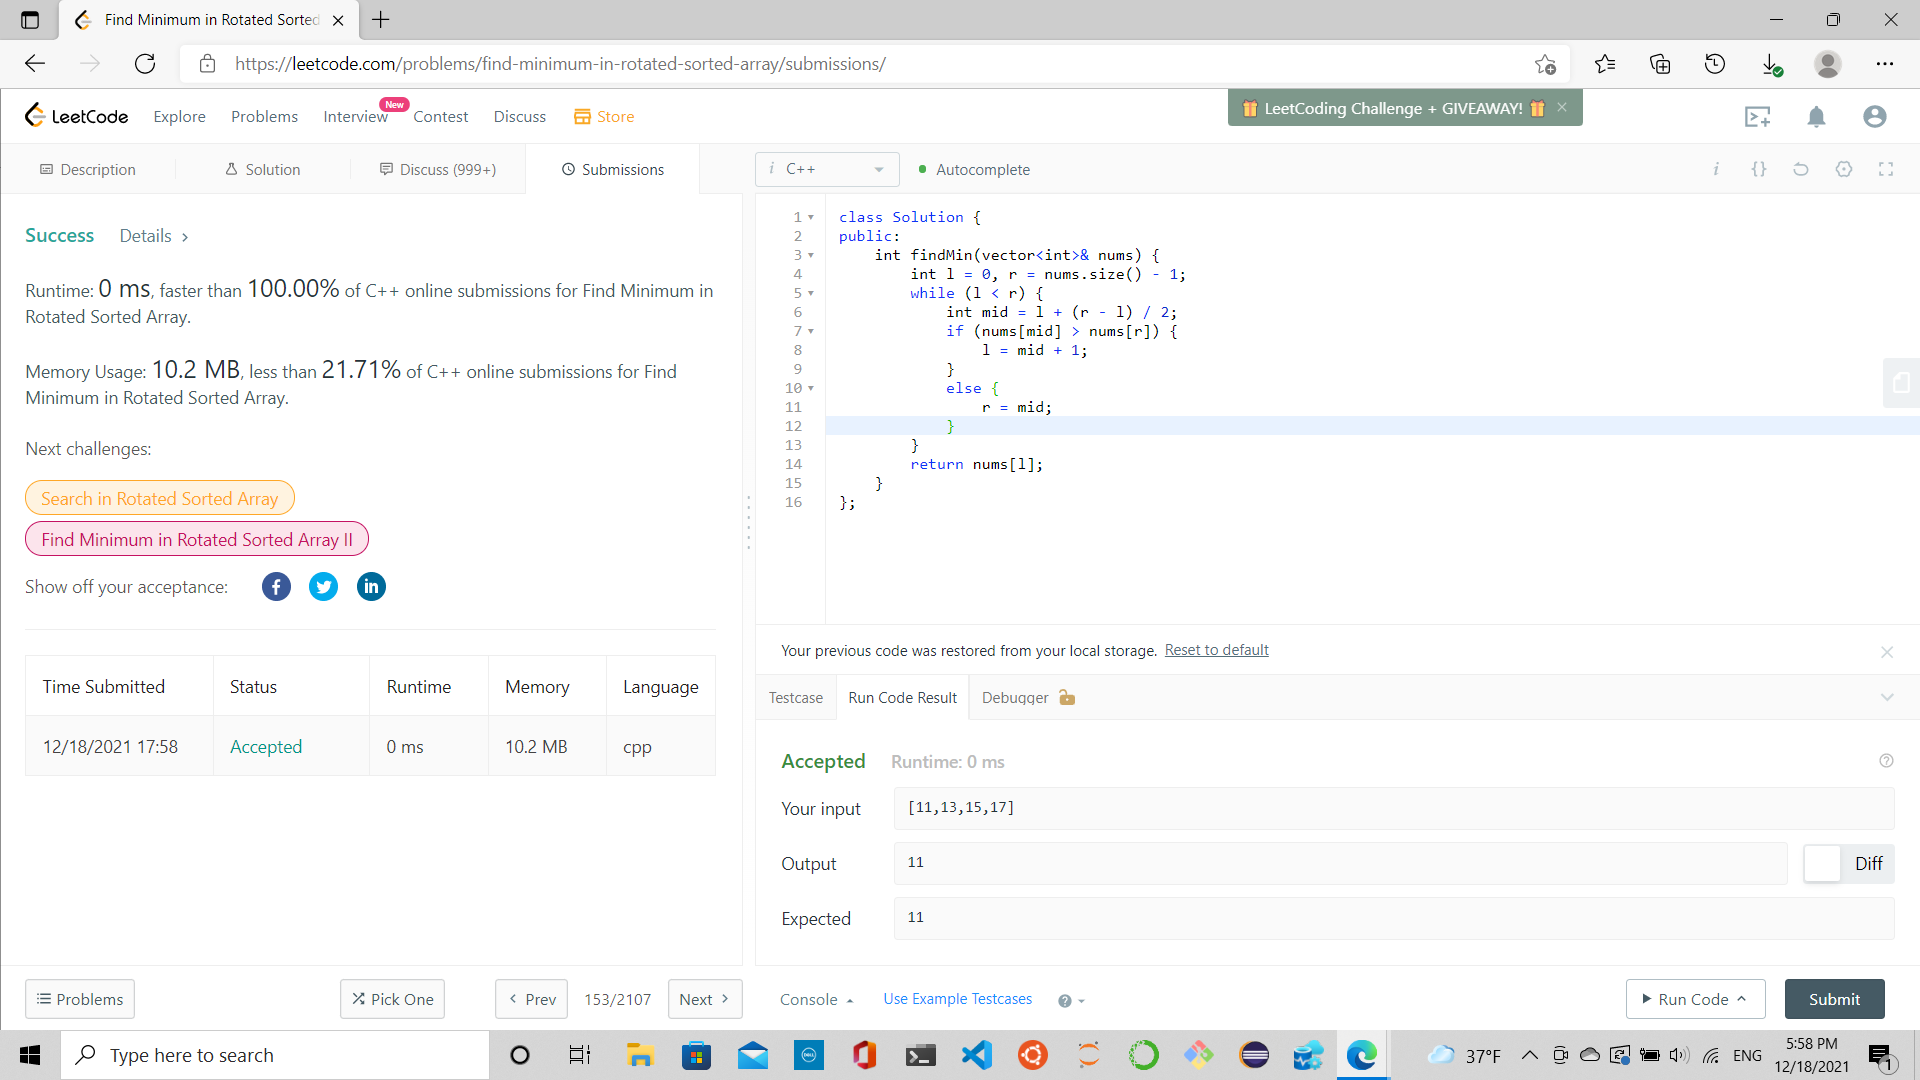 Find Minimum in Rotated Sorted
https://leetcode.com/problems/find-minimum-in-rotated-sorted-array/submissions/
LeetCode
Explore
Problems
Interview
New
Contest
Discuss
Store
LeetCoding Challenge + GIVEAWAY!
Description
Solution
Discuss (999+)
Submissions
i C++
Autocomplete
Success
Details >
Runtime: 0 ms, faster than 100.00% of C++ online submissions for Find Minimum in
Rotated Sorted Array.
Memory Usage: 10.2 MB, less than 21.71% of C++ online submissions for Find
Minimum in Rotated Sorted Array.
Next challenges:
Search in Rotated Sorted Array
Find Minimum in Rotated Sorted Array II
Show off your acceptance:
Time Submitted Status Runtime Memory Language
12/18/2021 17:58 Accepted 0 ms 10.2 MB cpp
1 class Solution {
2 public:
3 int findMin(vector<int>& nums) {
4 int l = 0, r = nums.size() - 1;
5 while (l < r) {
6 int mid = l + (r - l) / 2;
7 if (nums[mid] > nums[r]) {
8 l = mid + 1;
9 }
10 else {
11 r = mid;
12 }
13 }
14 return nums[l];
15 }
16 };
Your previous code was restored from your local storage. Reset to default
Testcase
Run Code Result
Debugger
Accepted Runtime: 0 ms
Your input [11,13,15,17]
Output 11
Diff
Expected 11
Problems
Pick One
< Prev
153/2107
Next >
Console
Use Example Testcases
Run Code
Submit
Type here to search
DELL
37°F
ENG
5:58 PM
12/18/2021
1